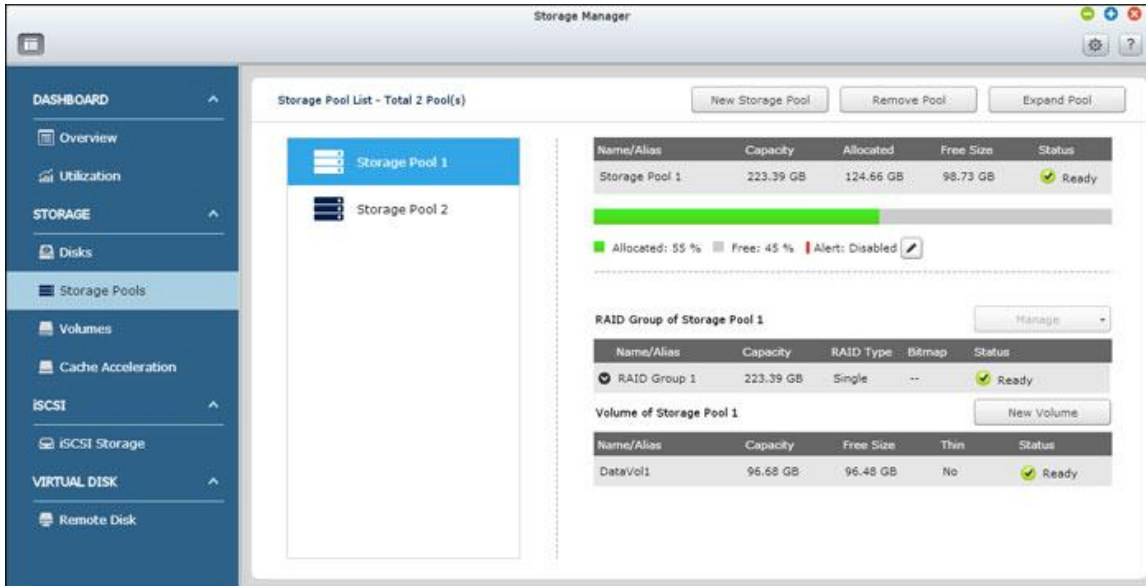 Storage Manager
?
DASHBOARD
Overview
Utilization
STORAGE
Disks
Storage Pools
Volumes
Cache Acceleration
iSCSI
iSCSI Storage
VIRTUAL DISK
Remote Disk
Storage Pool List - Total 2 Pool(s)
New Storage Pool
Remove Pool
Expand Pool
Storage Pool 1
Storage Pool 2
Name/Alias Capacity Allocated Free Size Status
Storage Pool 1 223.39 GB 124.66 GB 98.73 GB Ready
Allocated: 55 % Free: 45 % Alert: Disabled
RAID Group of Storage Pool 1
Manage
Name/Alias Capacity RAID Type Bitmap Status
RAID Group 1 223.39 GB Single -- Ready
Volume of Storage Pool 1
New Volume
Name/Alias Capacity Free Size Thin Status
DataVol1 96.68 GB 96.48 GB No Ready